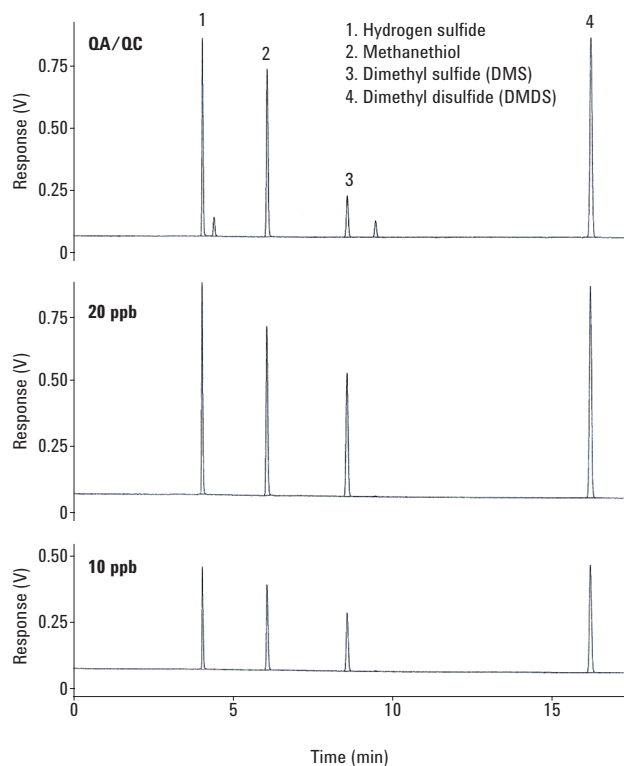 QA/QC
1
2
3
4
1. Hydrogen sulfide
2. Methanethiol
3. Dimethyl sulfide (DMS)
4. Dimethyl disulfide (DMDS)
Response (V)
0.75
0.50
0.25
0
20 ppb
Response (V)
0.75
0.50
0.25
0
10 ppb
Response (V)
0.50
0.25
0
0
5
10
15
Time (min)